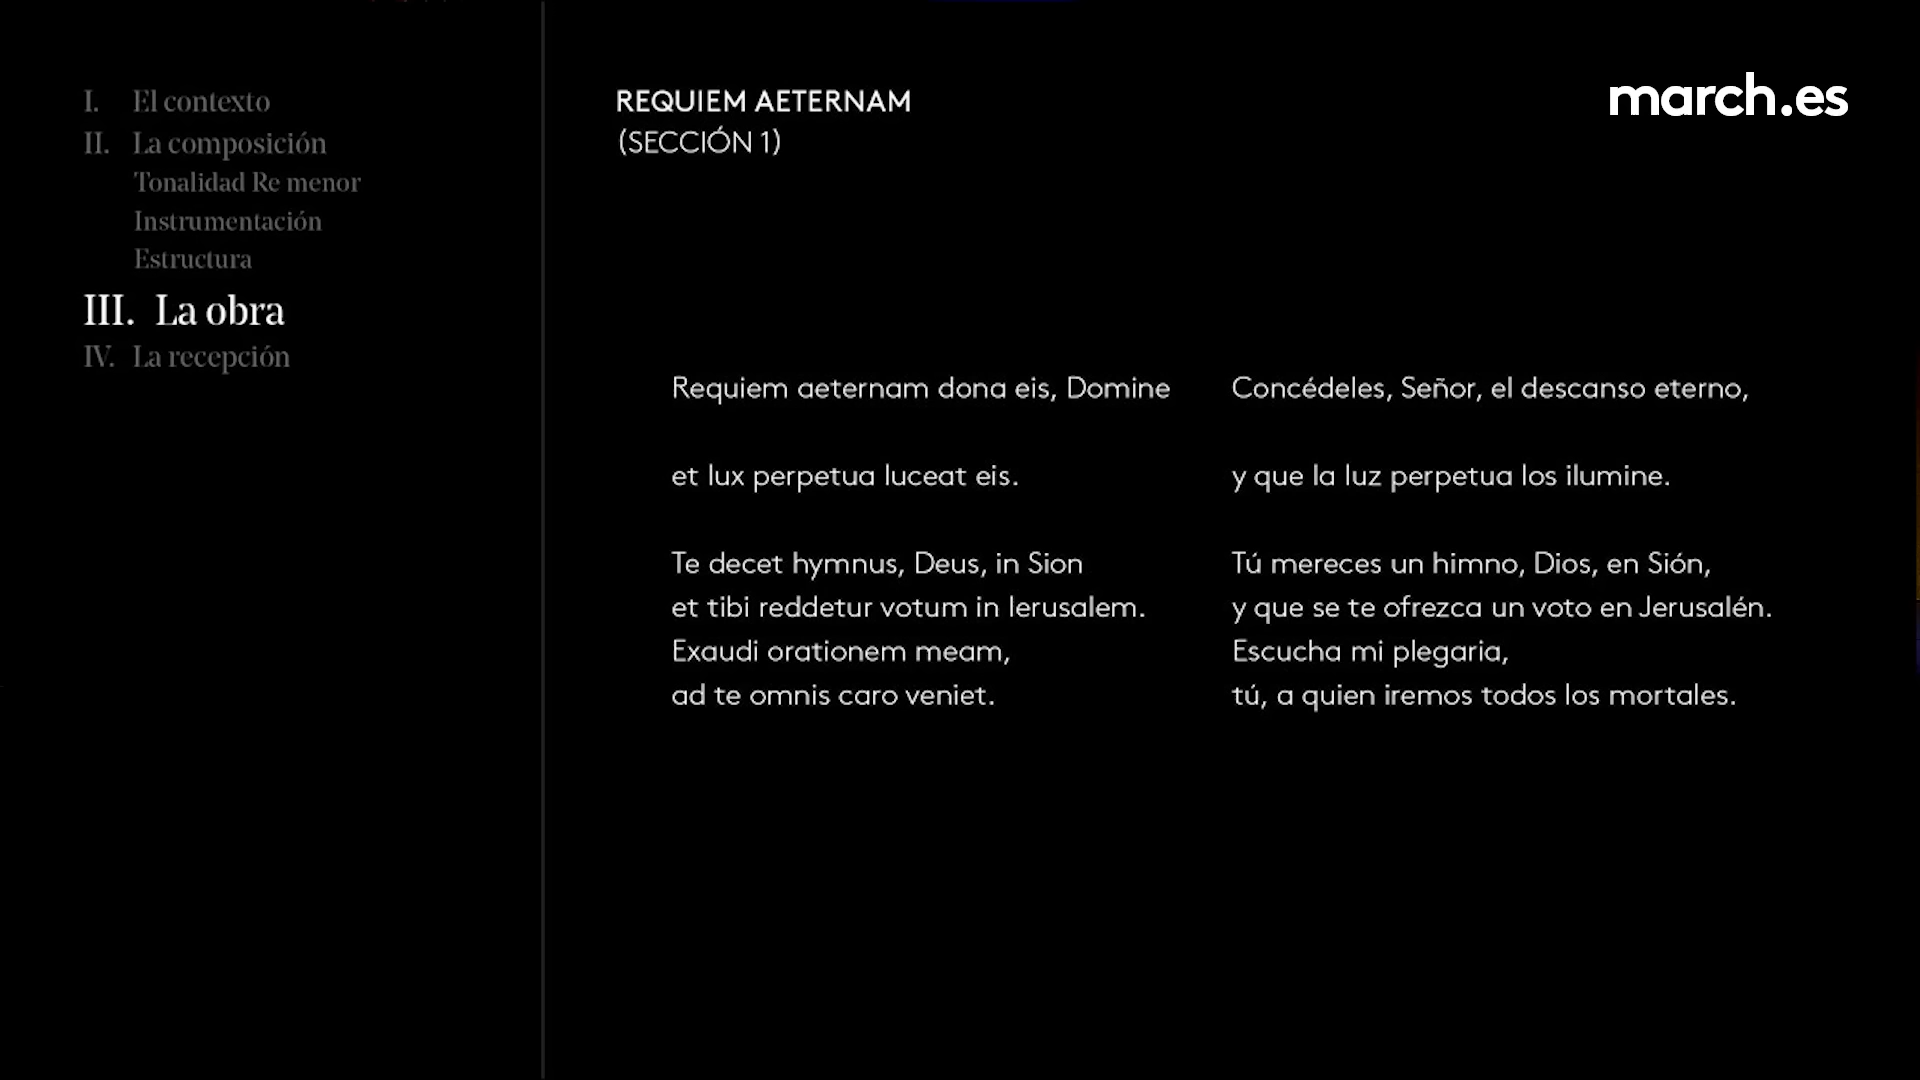 I. El contexto
II. La composición
Tonalidad Re menor
Instrumentación
Estructura
III. La obra
IV. La recepción
REQUIEM AETERNAM
(SECCIÓN 1)
march.es
Requiem aeternam dona eis, Domine
et lux perpetua luceat eis.
Te decet hymnus, Deus, in Sion
et tibi reddetur votum in Ierusalem.
Exaudi orationem meam,
ad te omnis caro veniet.
Concédeles, Señor, el descanso eterno,
y que la luz perpetua los ilumine.
Tú mereces un himno, Dios, en Sión,
y que se te ofrezca un voto en Jerusalén.
Escucha mi plegaria,
tú, a quien iremos todos los mortales.